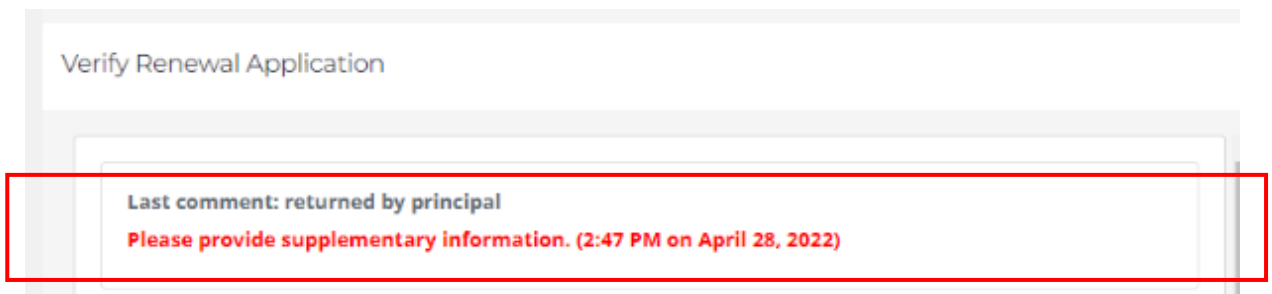 Verify Renewal Application
Last comment: returned by principal
Please provide supplementary information. (2:47 PM on April 28, 2022)